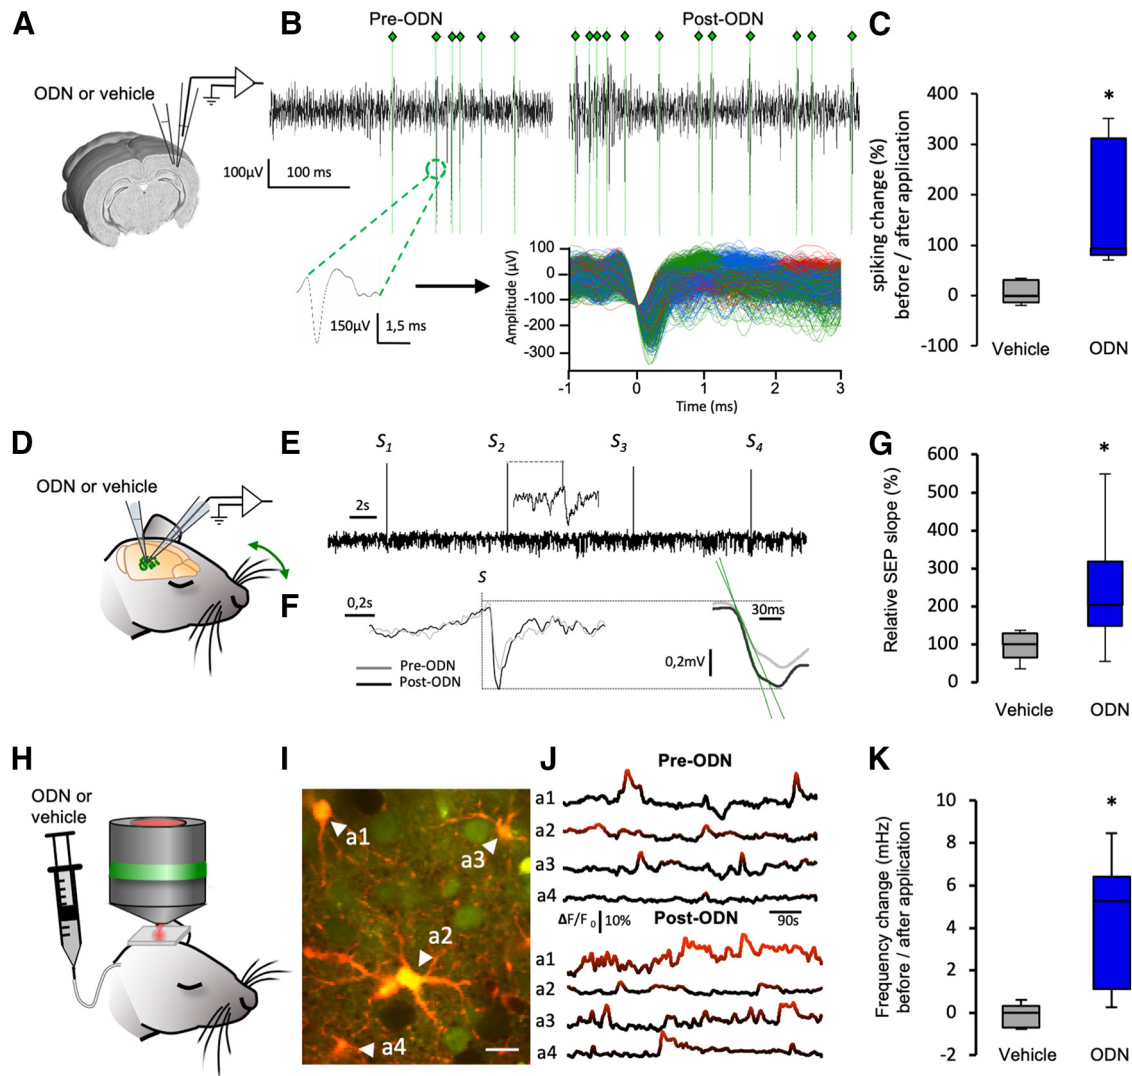 A
ODN or vehicle
B
Pre-ODN
Post-ODN
100µV
100 ms
150µV
1,5 ms
Amplitude (µV)
100
0
-100
-200
-300
-1
0
1
2
3
Time (ms)
C
spiking change (%)
before / after application
400
300
200
100
0
-100
*
Vehicle
ODN
D
ODN or vehicle
E
S1
S2
S3
S4
2s
F
0,2s
S
Pre-ODN
Post-ODN
30ms
0,2mV
G
Relative SEP slope (%)
600
500
400
300
200
100
0
*
Vehicle
ODN
H
ODN or
vehicle
I
a1
a3
a2
a4
J
Pre-ODN
a1
a2
a3
a4
ΔF/F0
10%
Post-ODN
90s
a1
a2
a3
a4
K
Frequency change (mHz)
before / after application
10
8
6
4
2
0
-2
*
Vehicle
ODN